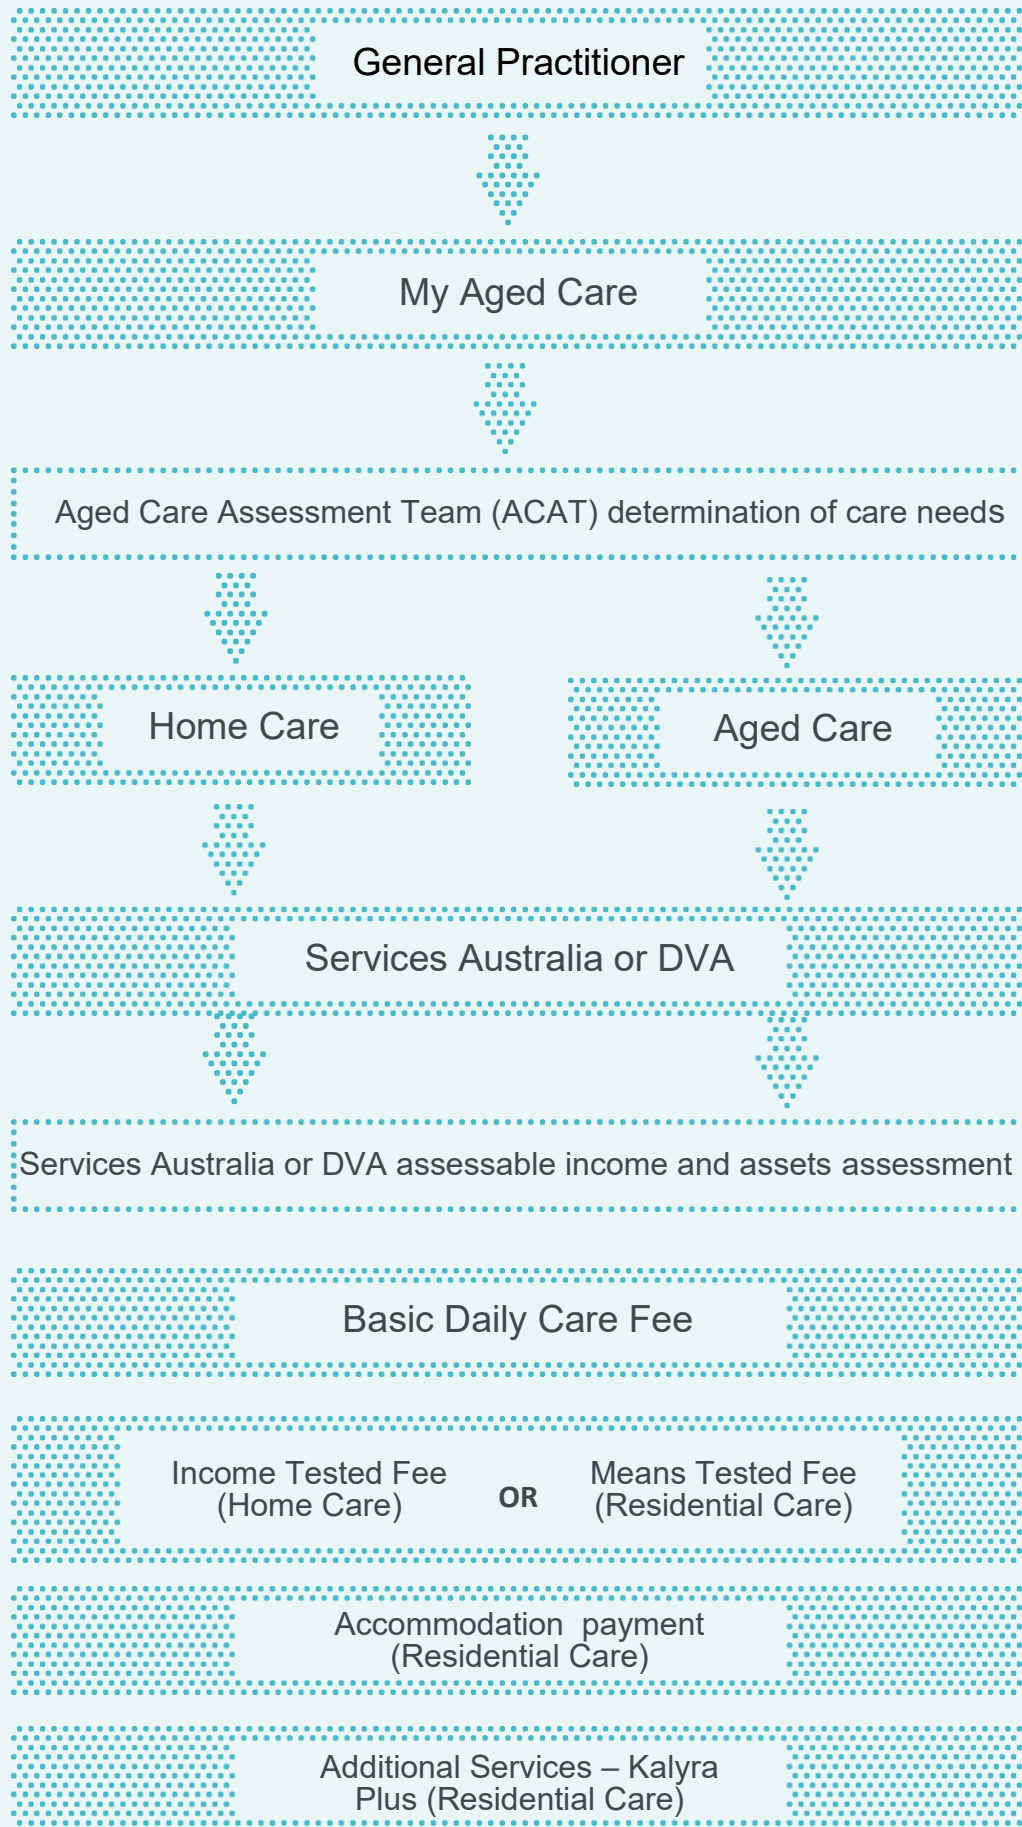 General Practitioner
My Aged Care
Aged Care Assessment Team (ACAT) determination of care needs
Home Care
Aged Care
Services Australia or DVA
Services Australia or DVA assessable income and assets assessment
Basic Daily Care Fee
Income Tested Fee
(Home Care)
OR
Means Tested Fee
(Residential Care)
Accommodation payment
(Residential Care)
Additional Services – Kalyra
Plus (Residential Care)